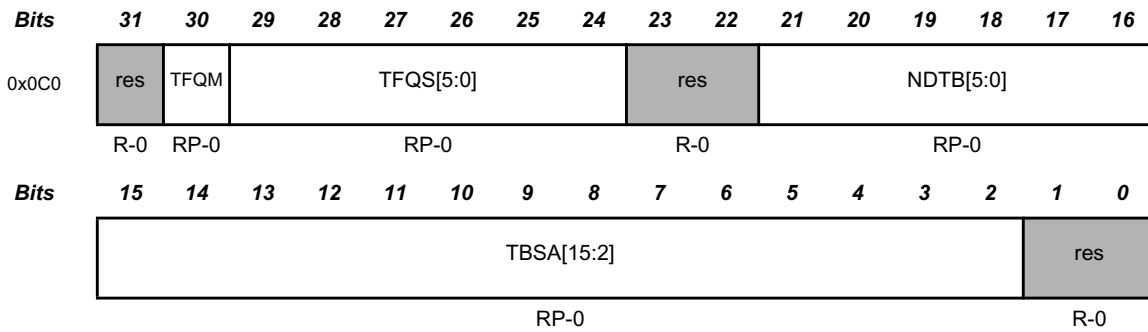 Bits 31 30 29 28 27 26 25 24 23 22 21 20 19 18 17 16
0x0C0 res TFQM TFQS[5:0] res NDTB[5:0]
R-0 RP-0 RP-0 R-0 RP-0
Bits 15 14 13 12 11 10 9 8 7 6 5 4 3 2 1 0
TBSA[15:2] res
RP-0 R-0